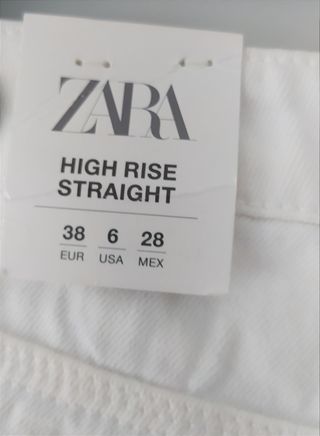 ZARA
HIGH RISE
STRAIGHT
38 6 28
EUR USA MEX